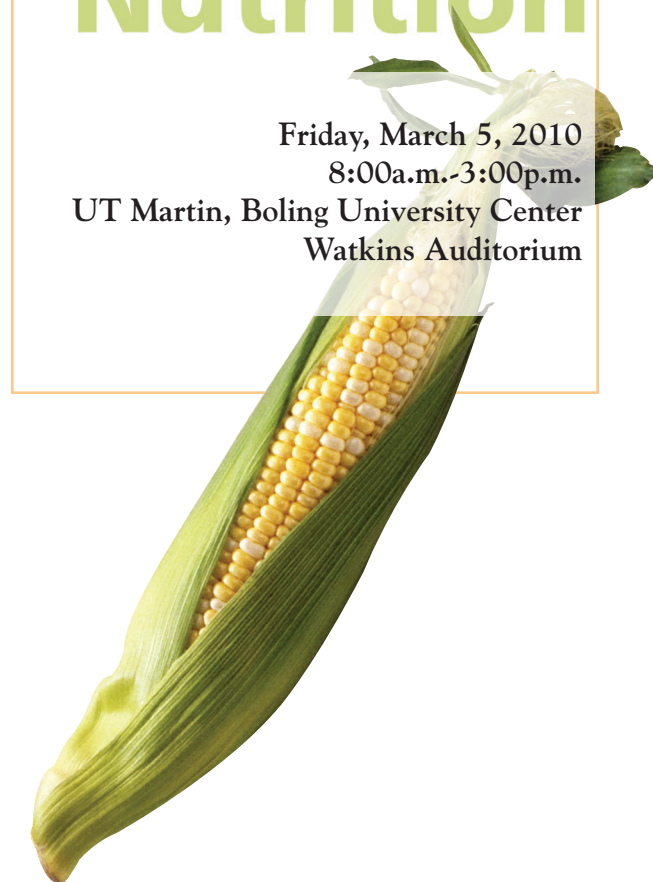 Nutrition
Friday, March 5, 2010
8:00a.m.-3:00p.m.
UT Martin, Boling University Center
Watkins Auditorium